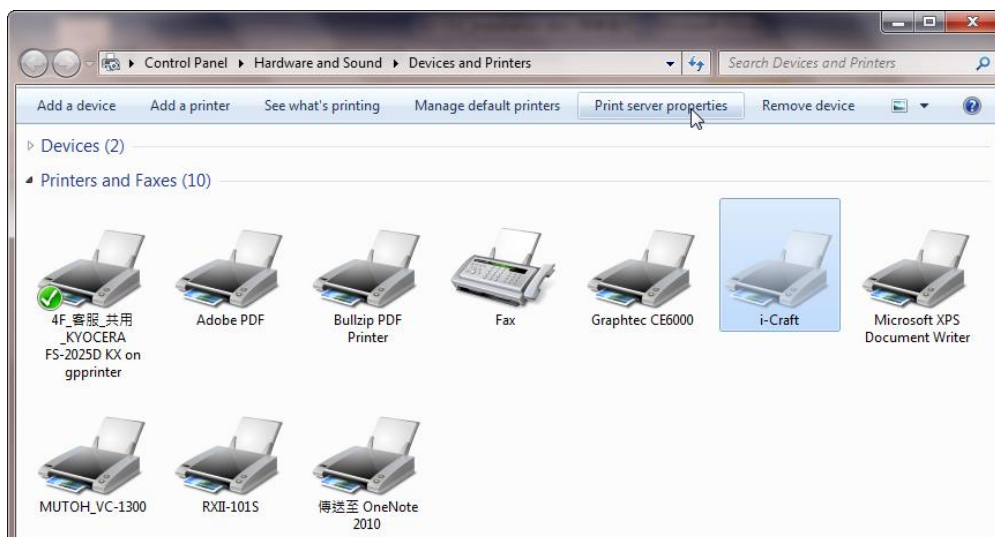 Control Panel ▸ Hardware and Sound ▸ Devices and Printers
Search Devices and Printers
Add a device Add a printer See what's printing Manage default printers Print server properties Remove device
Devices (2)
Printers and Faxes (10)
4F_客服_共用
_KYOCERA
FS-2025D KX on
gpprinter
Adobe PDF
Bullzip PDF
Printer
Fax
Graphtec CE6000
i-Craft
Microsoft XPS
Document Writer
MUTOH_VC-1300
RXII-101S
傳送至 OneNote
2010